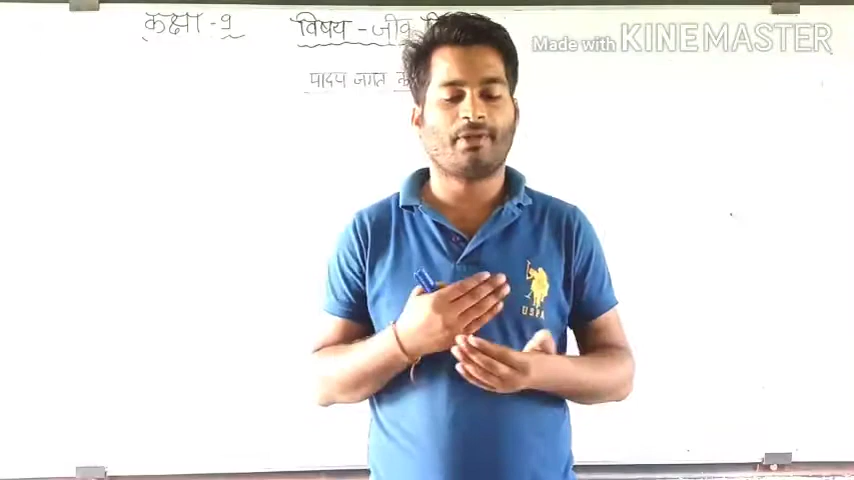 कक्षा - 9 विषय - जीव
Made with KINEMASTER
पादप जगत
USPA